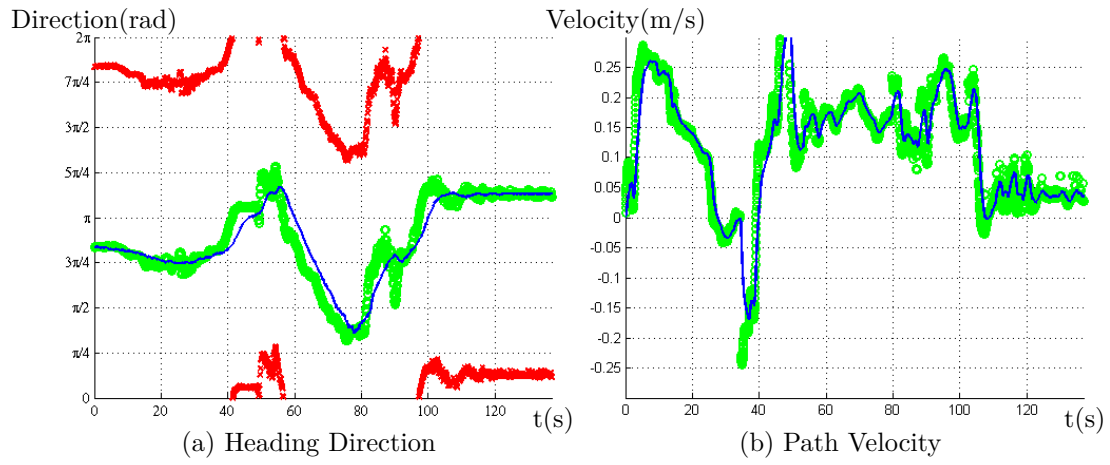 Direction(rad)
2π
7π/4
3π/2
5π/4
π
3π/4
π/2
π/4
0
0 20 40 60 80 100 120
t(s)
(a) Heading Direction
Velocity(m/s)
0.25
0.2
0.15
0.1
0.05
0
-0.05
-0.1
-0.15
-0.2
-0.25
0 20 40 60 80 100 120
t(s)
(b) Path Velocity